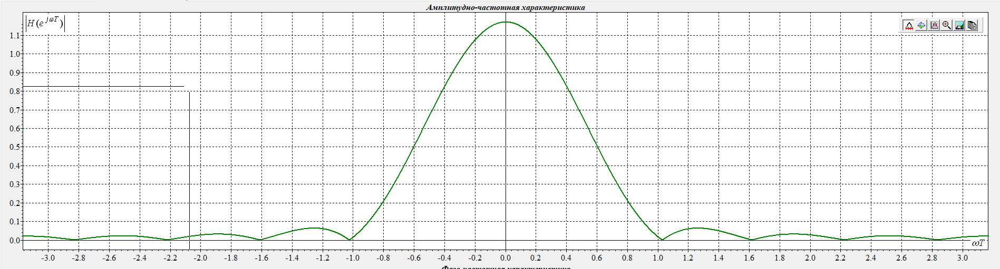 Амплитудно-частотная характеристика
|H(e^{jωT})|
1.1
1.0
0.9
0.8
0.7
0.6
0.5
0.4
0.3
0.2
0.1
0.0
ωT
-3.0 -2.8 -2.6 -2.4 -2.2 -2.0 -1.8 -1.6 -1.4 -1.2 -1.0 -0.8 -0.6 -0.4 -0.2 0.0 0.2 0.4 0.6 0.8 1.0 1.2 1.4 1.6 1.8 2.0 2.2 2.4 2.6 2.8 3.0
Фазо-частотная характеристика